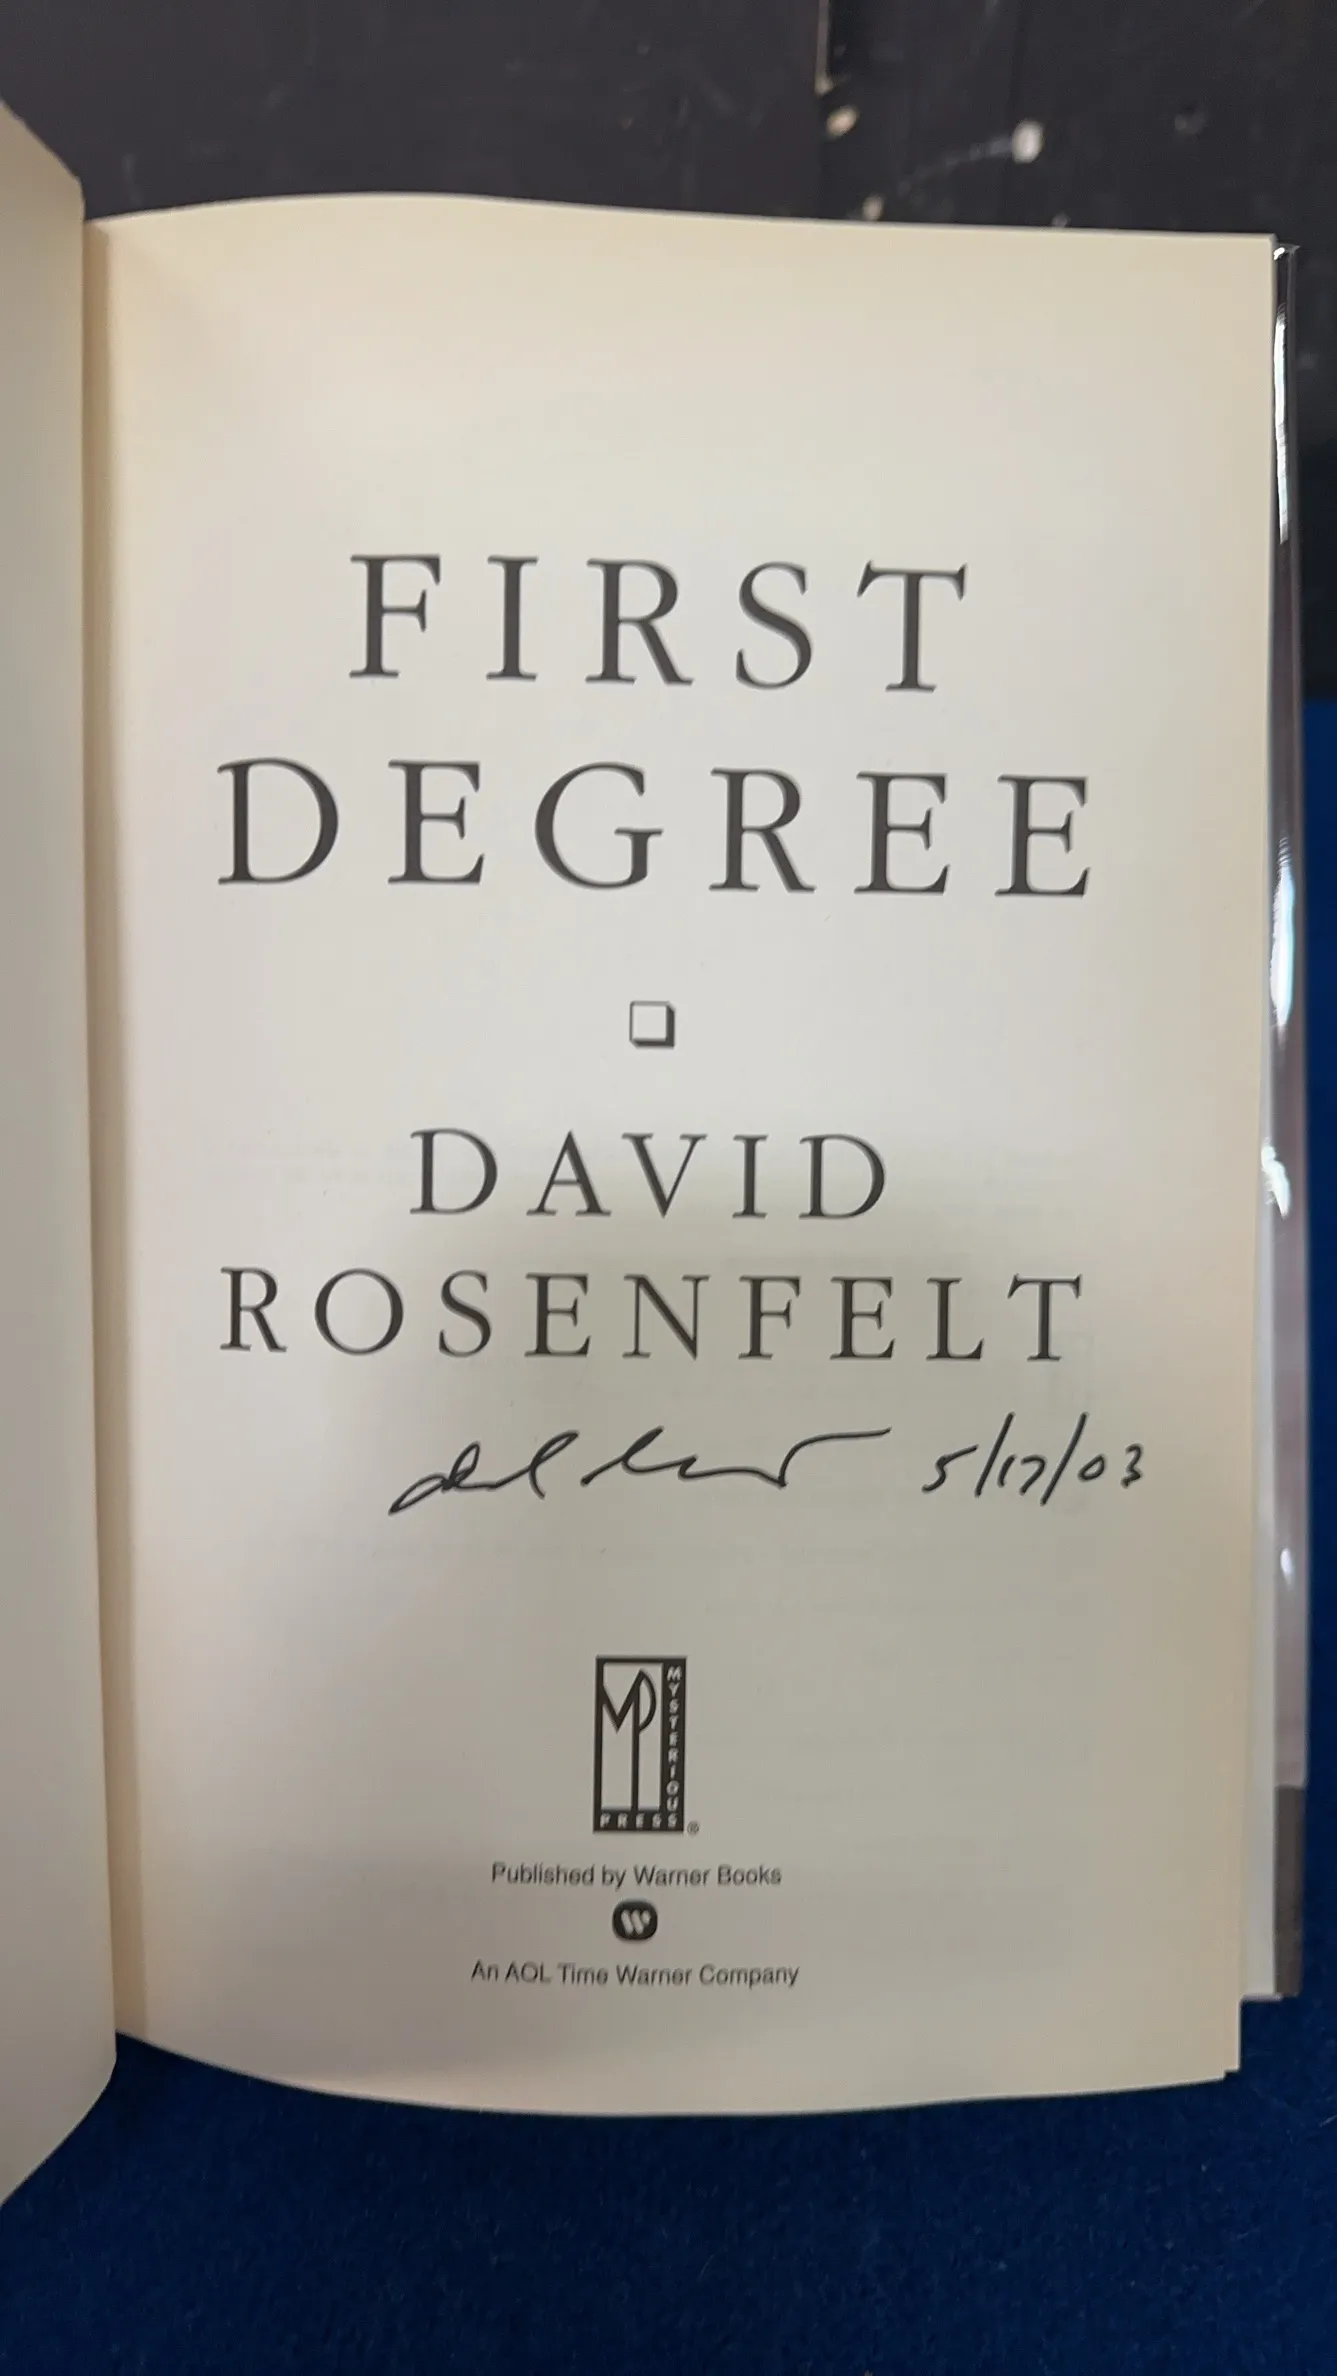 FIRST
DEGREE
DAVID
ROSENFELT
5/17/03
MYSTERIOUS
PRESS®
Published by Warner Books
W
An AOL Time Warner Company